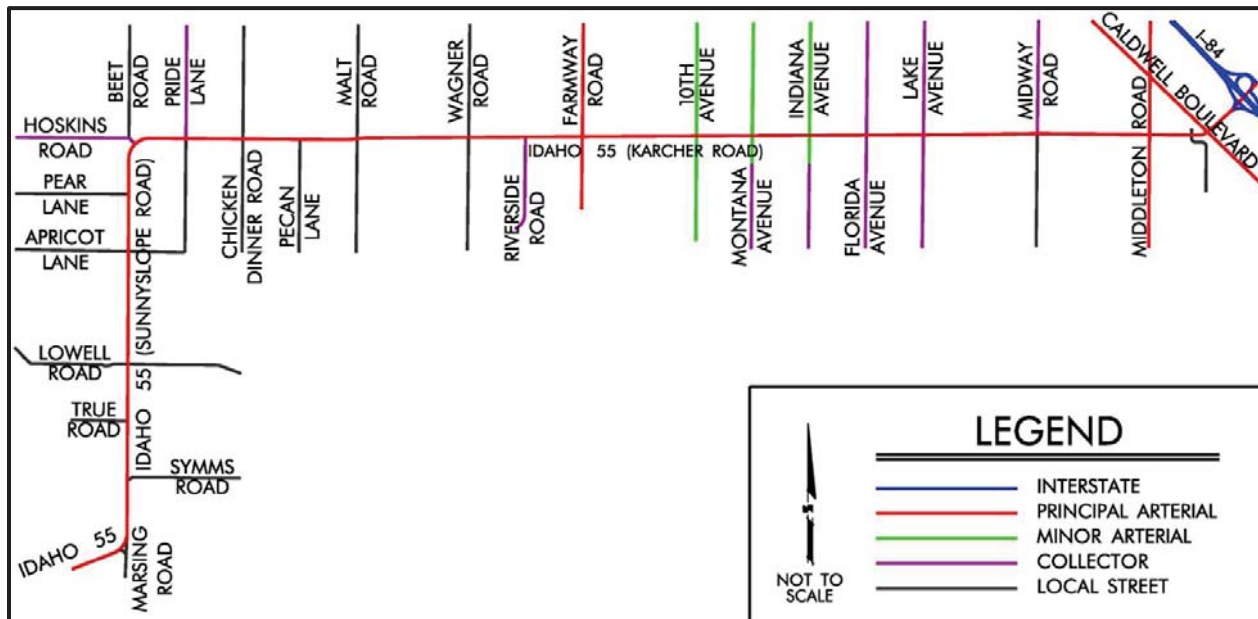 BEET
ROAD
PRIDE
LANE
MALT
ROAD
WAGNER
ROAD
FARMWAY
ROAD
10TH
AVENUE
INDIANA
AVENUE
LAKE
AVENUE
MIDWAY
ROAD
MIDDLETON ROAD
CALDWELL BOULEVARD
I-84
HOSKINS
ROAD
PEAR
LANE
APRICOT
LANE
CHICKEN
DINNER ROAD
PECAN
LANE
RIVERSIDE
ROAD
IDAHO 55 (KARCHER ROAD)
MONTANA
AVENUE
FLORIDA
AVENUE
IDAHO 55 (SUNNYSLOPE ROAD)
LOWELL
ROAD
TRUE
ROAD
SYMMS
ROAD
IDAHO 55
MARSING
ROAD
LEGEND
INTERSTATE
PRINCIPAL ARTERIAL
MINOR ARTERIAL
COLLECTOR
LOCAL STREET
N
NOT TO
SCALE